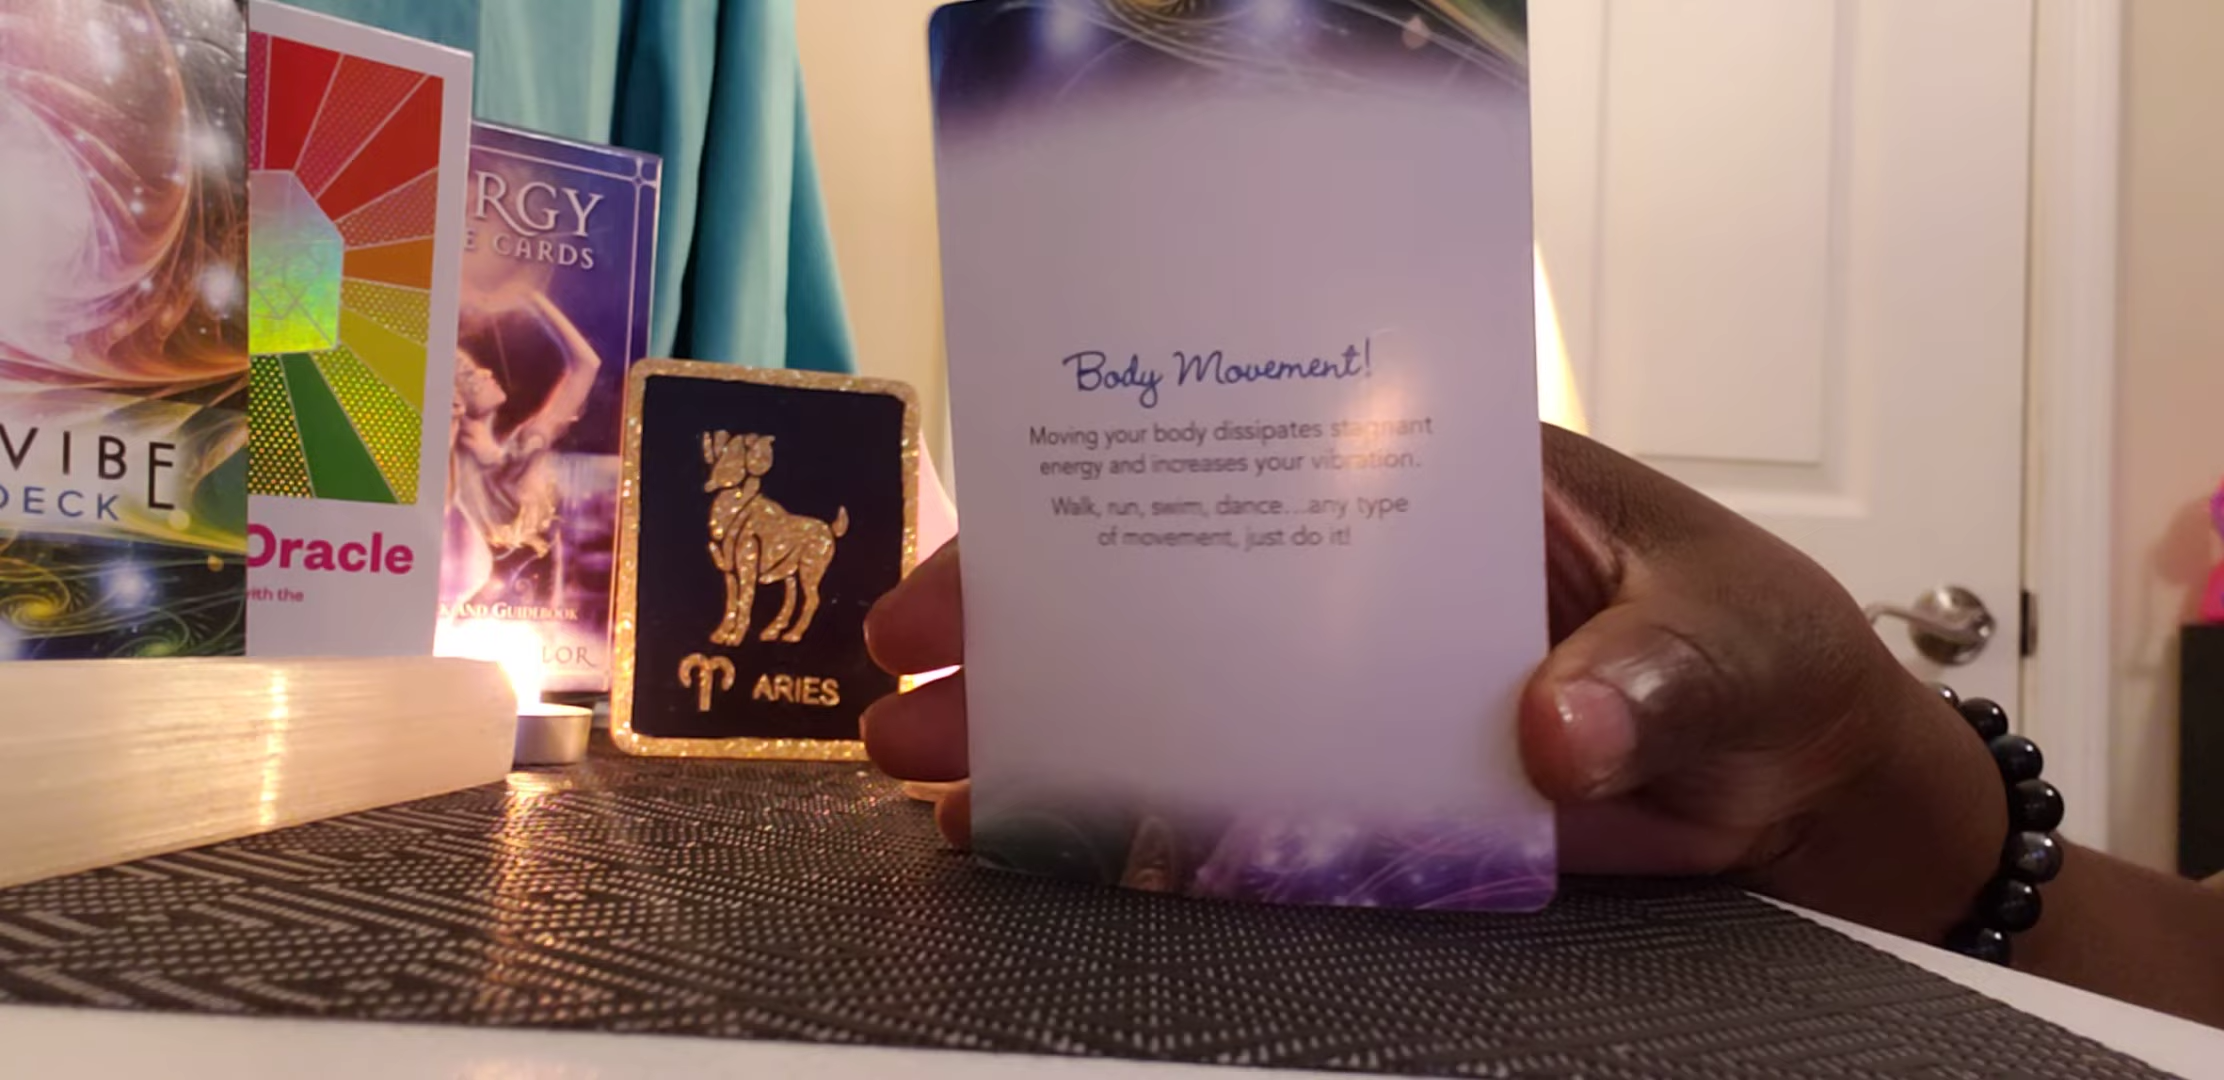 VIBE
DECK
Oracle
with the
RGY
E CARDS
K AND GUIDEBOOK
LOR
ARIES
Body Movement!
Moving your body dissipates stagnant
energy and increases your vibration.
Walk, run, swim, dance...any type
of movement, just do it!